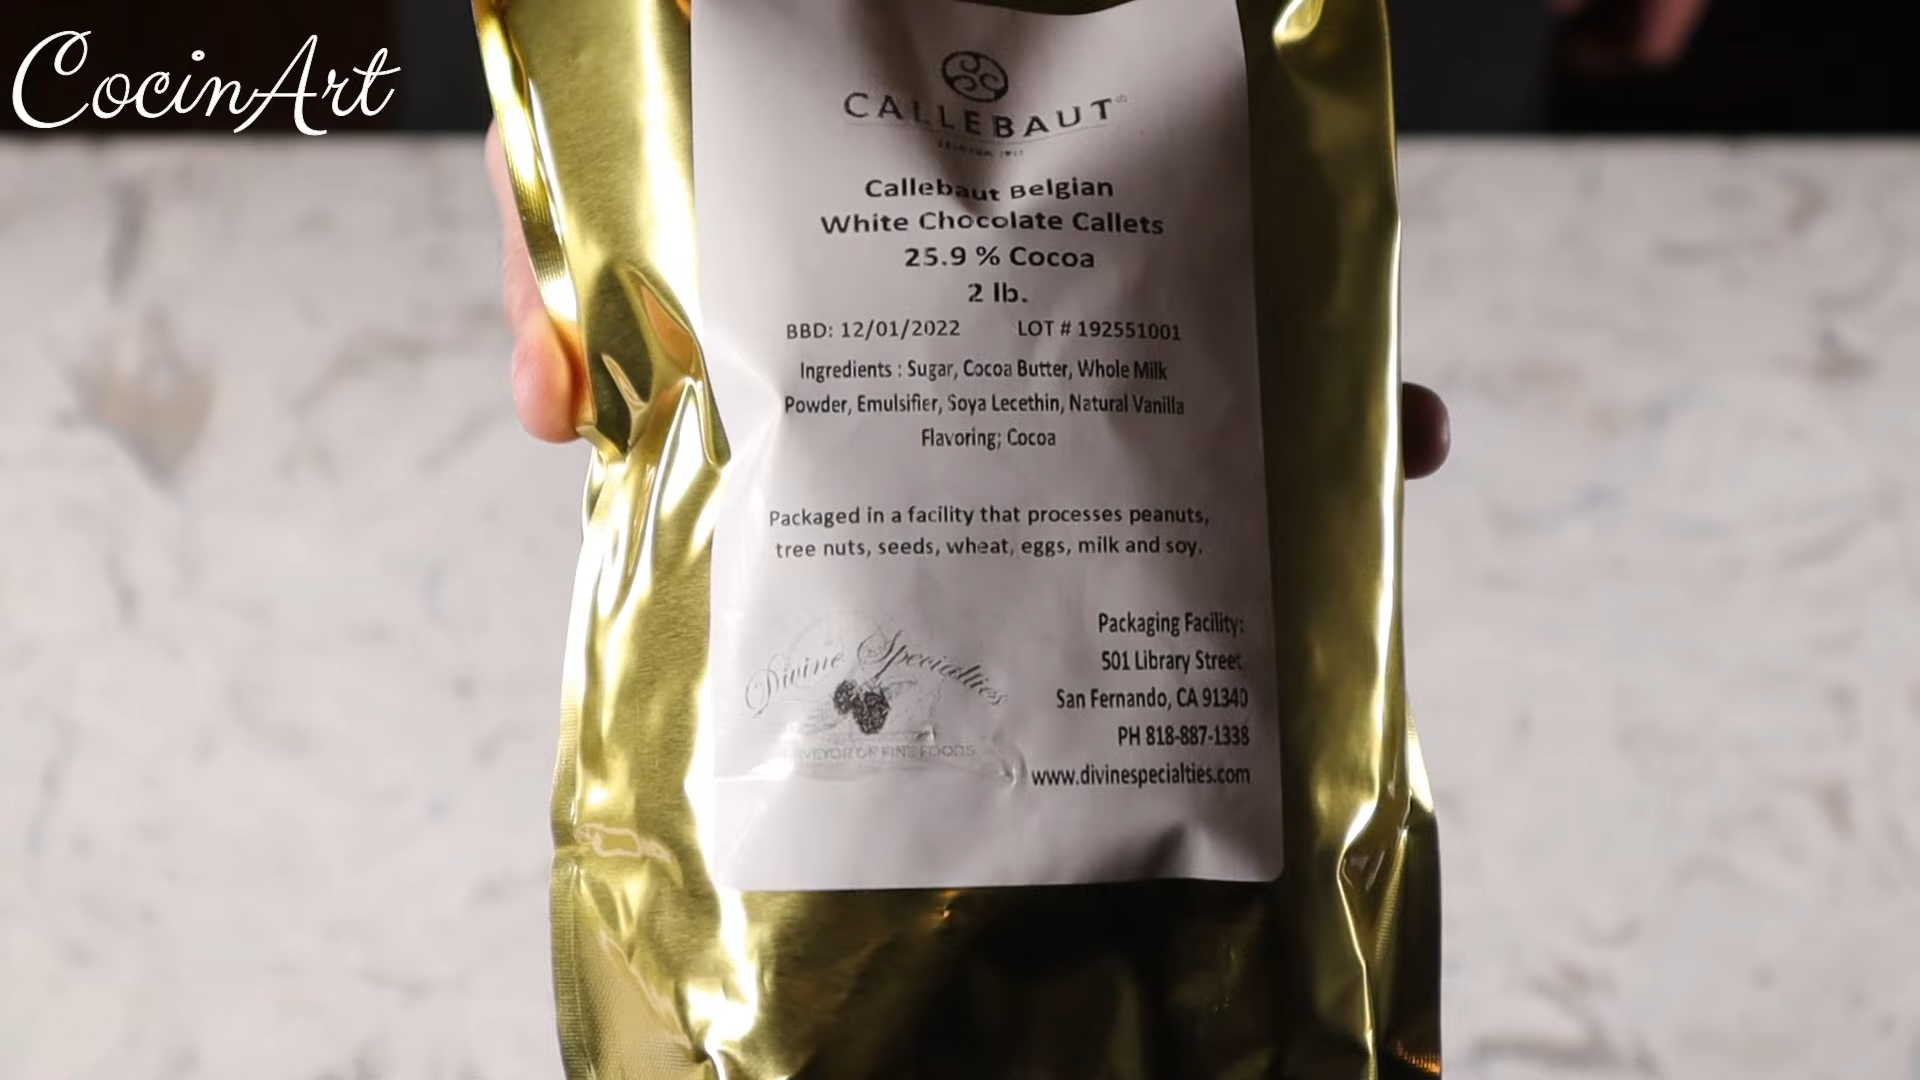 CocinArt
CALLEBAUT®
Callebaut Belgian
White Chocolate Callets
25.9 % Cocoa
2 lb.
BBD: 12/01/2022 LOT # 192551001
Ingredients : Sugar, Cocoa Butter, Whole Milk
Powder, Emulsifier, Soya Lecethin, Natural Vanilla
Flavoring; Cocoa
Packaged in a facility that processes peanuts,
tree nuts, seeds, wheat, eggs, milk and soy.
Divine Specialties
OF FINE FOODS
Packaging Facility:
501 Library Street
San Fernando, CA 91340
PH 818-887-1338
www.divinespecialties.com